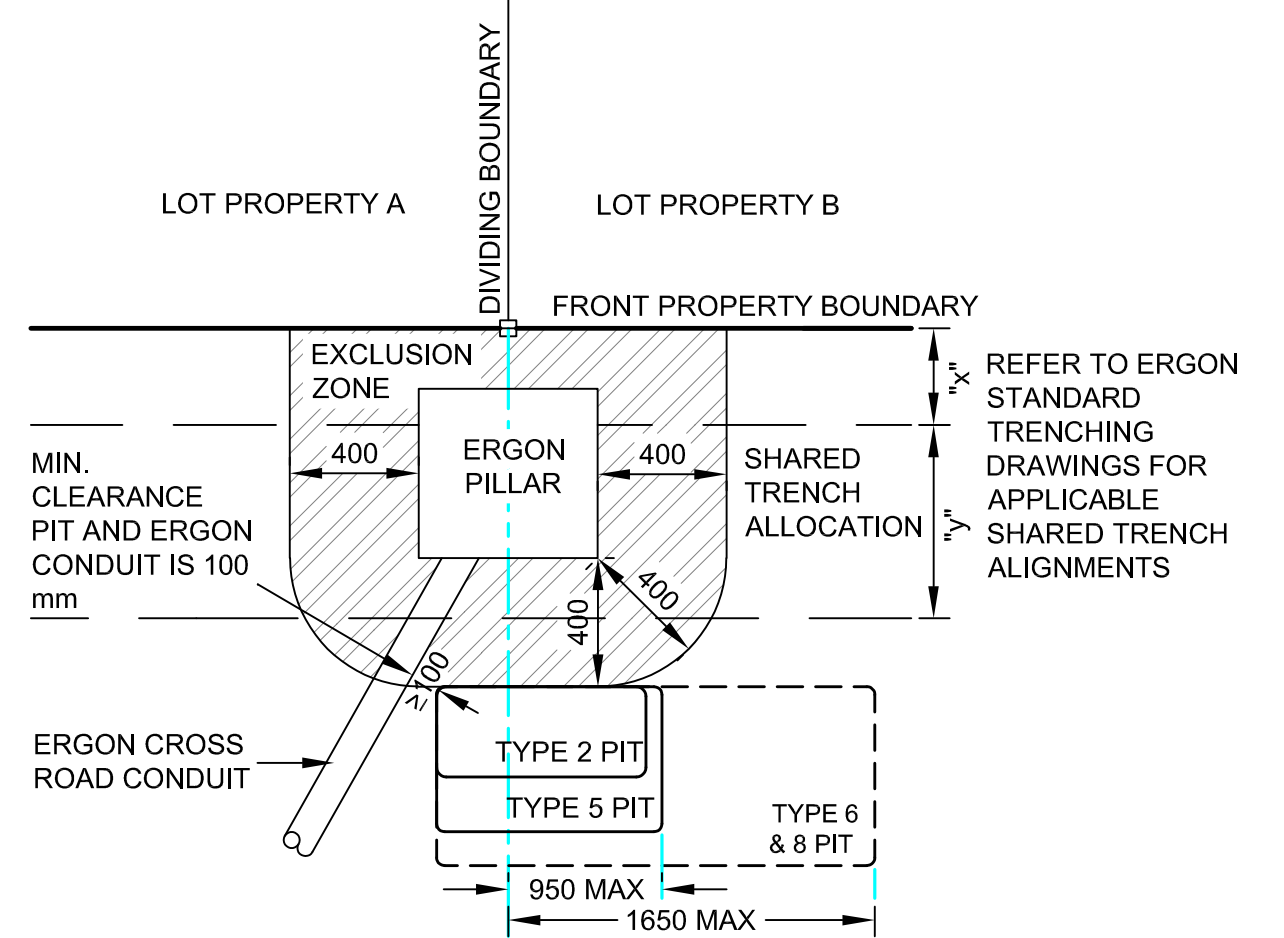 DIVIDING BOUNDARY
LOT PROPERTY A
LOT PROPERTY B
FRONT PROPERTY BOUNDARY
EXCLUSION
ZONE
"x"
REFER TO ERGON
STANDARD
TRENCHING
DRAWINGS FOR
APPLICABLE
SHARED TRENCH
ALIGNMENTS
400
ERGON
PILLAR
400
SHARED
TRENCH
ALLOCATION
"y"
MIN.
CLEARANCE
PIT AND ERGON
CONDUIT IS 100
mm
400
400
≥100
ERGON CROSS
ROAD CONDUIT
TYPE 2 PIT
TYPE 5 PIT
TYPE 6
& 8 PIT
950 MAX
1650 MAX